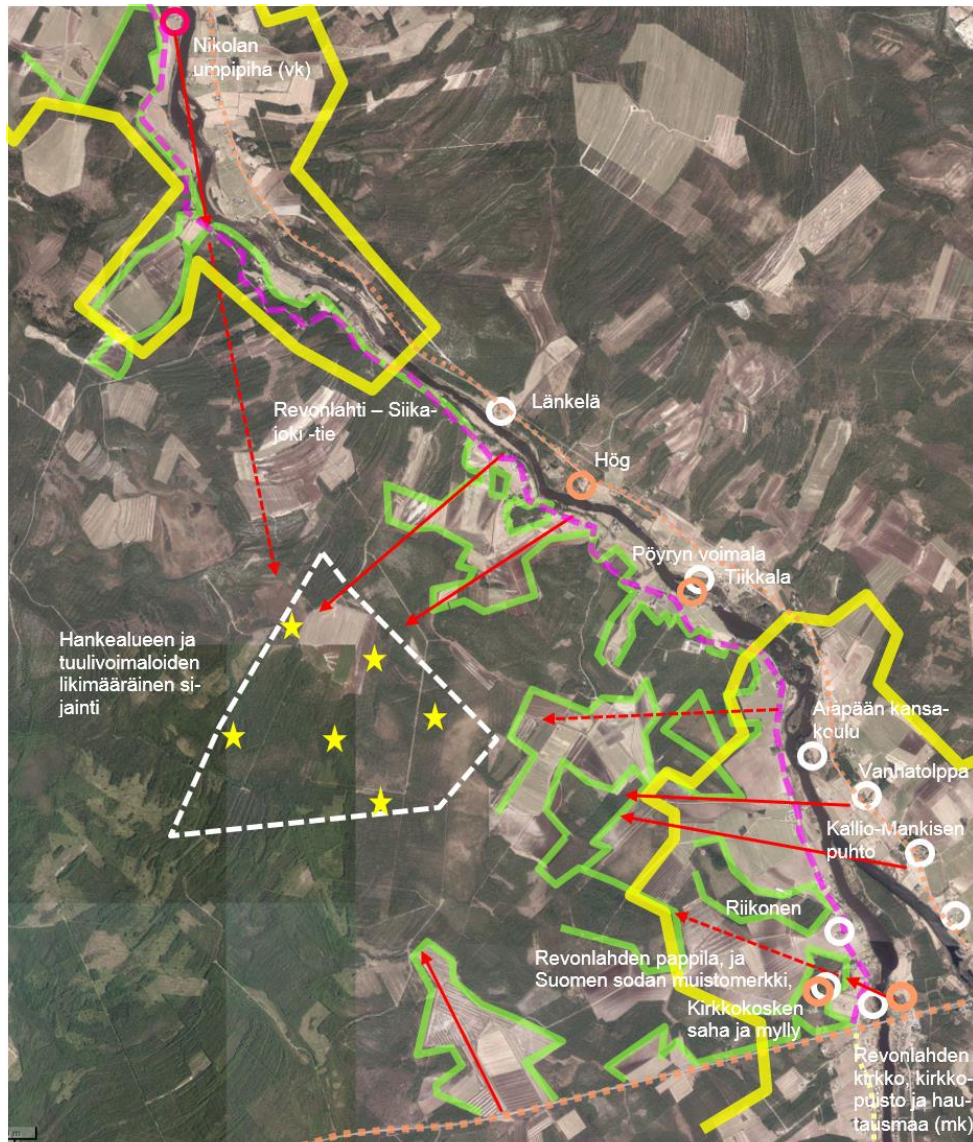 Nikolan
umpipiha (vk)
Revonlahti – Siika-
joki -tie
Länkelä
Hög
Pöyryn voimala
Tiikkala
Hankealueen ja
tuulivoimaloiden
likimääräinen si-
jainti
Alapään kansa-
koulu
Vanhatolppa
Kallio-Mankisen
puhto
Riikonen
Revonlahden pappila, ja
Suomen sodan muistomerkki,
Kirkkokosken
saha ja mylly
Revonlahden
kirkko, kirkko-
puisto ja hau-
tausmaa (mk)